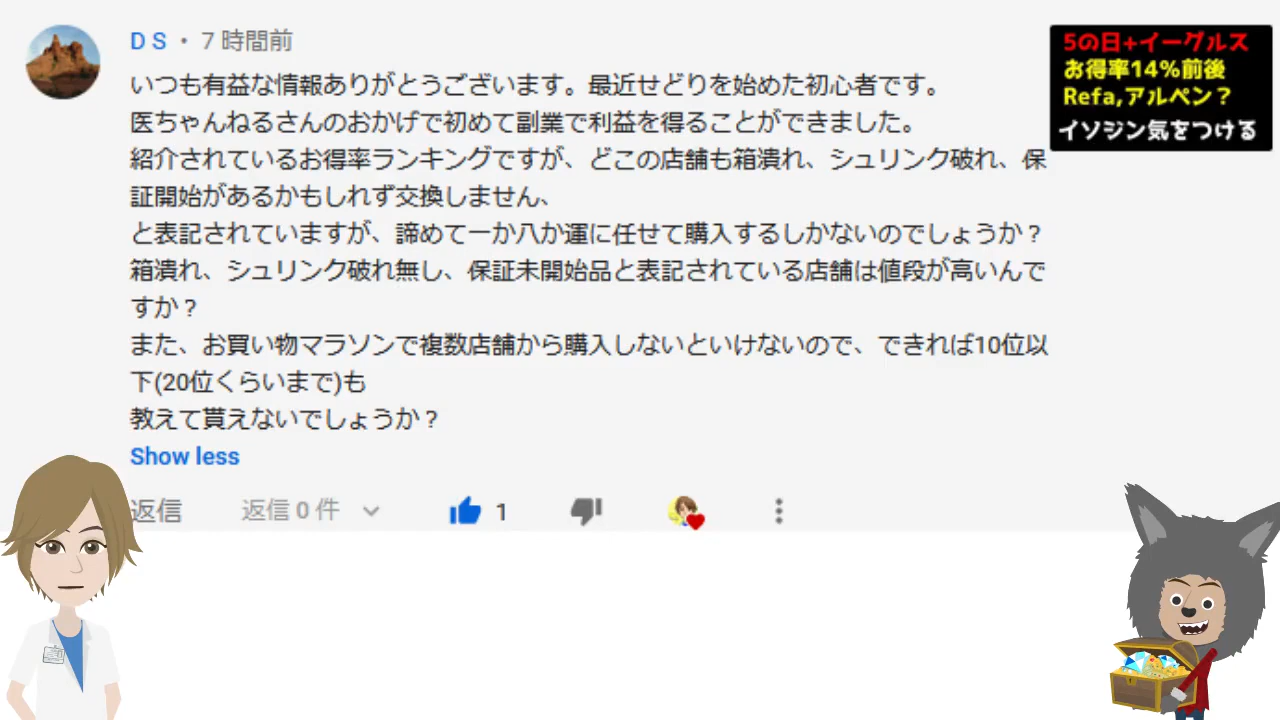 D S ・ 7 時間前
いつも有益な情報ありがとうございます。最近せどりを始めた初心者です。
医ちゃんねるさんのおかげで初めて副業で利益を得ることができました。
紹介されているお得率ランキングですが、どこの店舗も箱潰れ、シュリンク破れ、保
証開始があるかもしれず交換しません、
と表記されていますが、諦めて一か八か運に任せて購入するしかないのでしょうか？
箱潰れ、シュリンク破れ無し、保証未開始品と表記されている店舗は値段が高いんで
すか？
また、お買い物マラソンで複数店舗から購入しないといけないので、できれば10位以
下(20位くらいまで)も
教えて貰えないでしょうか？
Show less
返信 返信 0 件 1
5の日+イーグルス
お得率14%前後
Refa,アルペン？
イソジン気をつける